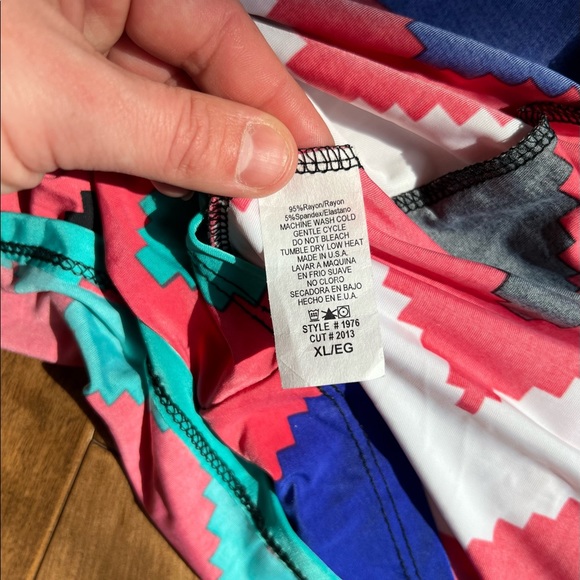 95%Rayon/Rayon
5%Spandex/Elastano
MACHINE WASH COLD
GENTLE CYCLE
DO NOT BLEACH
TUMBLE DRY LOW HEAT
MADE IN U.S.A.
LAVAR A MAQUINA
EN FRIO SUAVE
NO CLORO
SECADORA EN BAJO
HECHO EN E.U.A.
STYLE # 1976
CUT # 2013
XL/EG